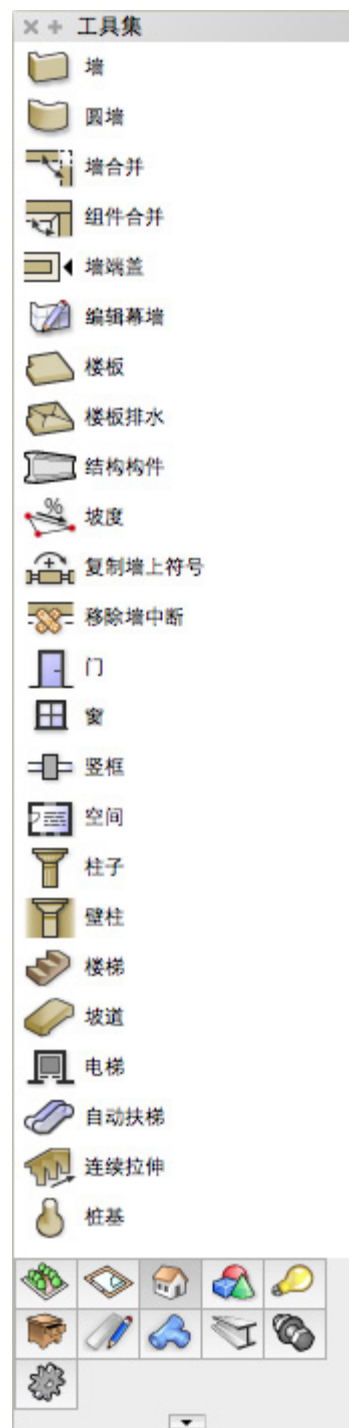 工具集
墙
圆墙
墙合并
组件合并
墙端盖
编辑幕墙
楼板
楼板排水
结构构件
%
坡度
复制墙上符号
移除墙中断
门
窗
竖框
空间
柱子
壁柱
楼梯
坡道
电梯
自动扶梯
连续拉伸
桩基